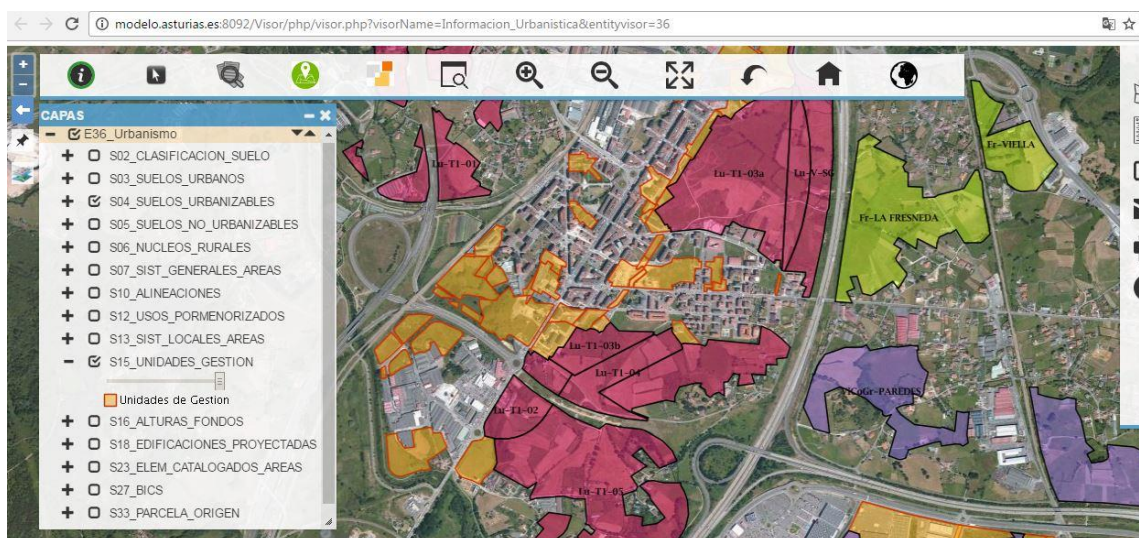 modelo.asturias.es:8092/Visor/php/visor.php?visorName=Informacion_Urbanistica&entityvisor=36
CAPAS
E36_Urbanismo
S02_CLASIFICACION_SUELO
S03_SUELOS_URBANOS
S04_SUELOS_URBANIZABLES
S05_SUELOS_NO_URBANIZABLES
S06_NUCLEOS_RURALES
S07_SIST_GENERALES_AREAS
S10_ALINEACIONES
S12_USOS_PORMENORIZADOS
S13_SIST_LOCALES_AREAS
S15_UNIDADES_GESTION
Unidades de Gestion
S16_ALTURAS_FONDOS
S18_EDIFICACIONES_PROYECTADAS
S23_ELEM_CATALOGADOS_AREAS
S27_BICS
S33_PARCELA_ORIGEN
Lu-T1-01
Lu-T1-03a
Lu-V-SG
Fr-VIELLA
Fr-LA FRESNEDA
Lu-T1-03b
Lu-T1-04
Lu-T1-02
Lu-T1-05
ViCoGr-PAREDES